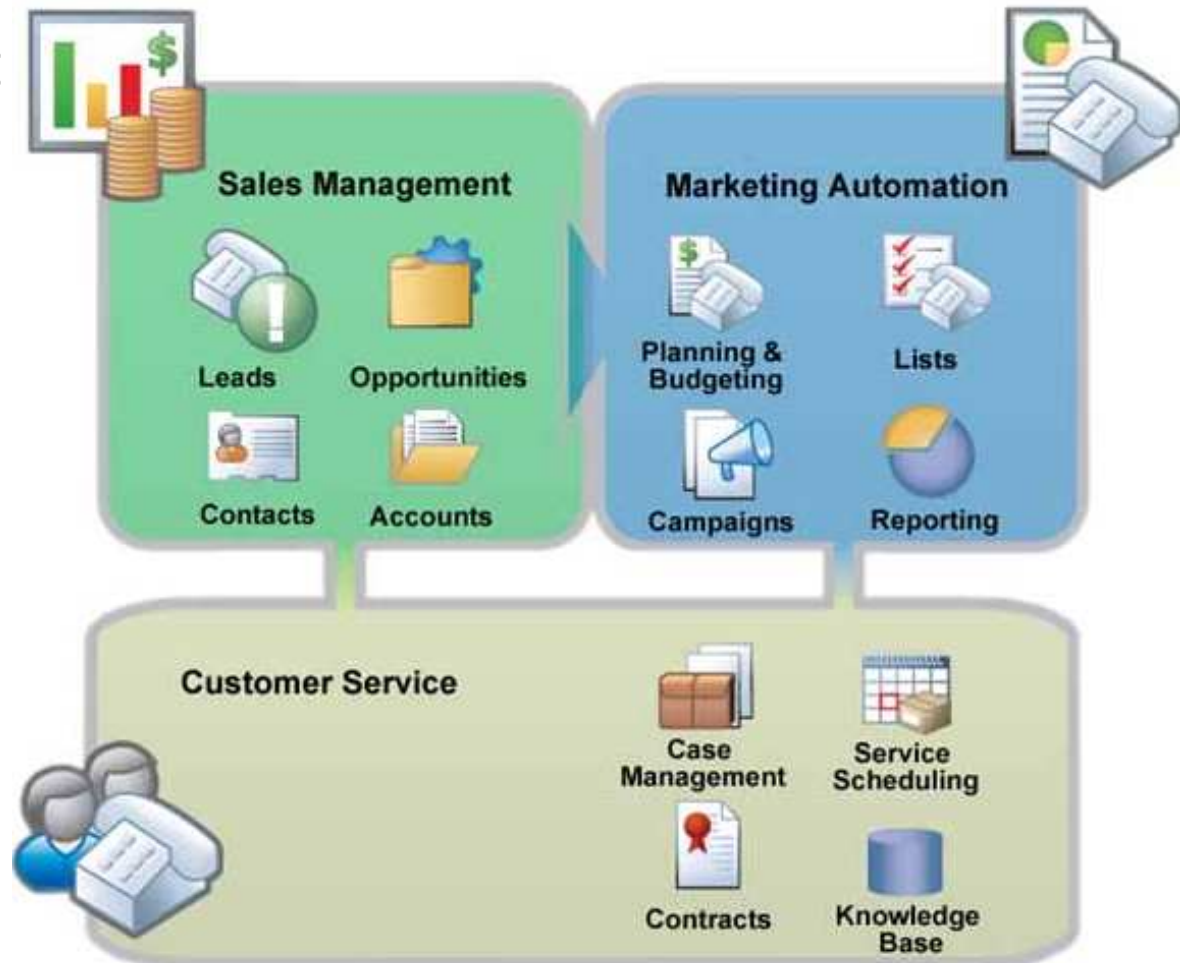 $
Sales Management
Marketing Automation
$
Leads
Opportunities
Planning &
Budgeting
Lists
Contacts
Accounts
Campaigns
Reporting
Customer Service
Case
Management
Service
Scheduling
Contracts
Knowledge
Base